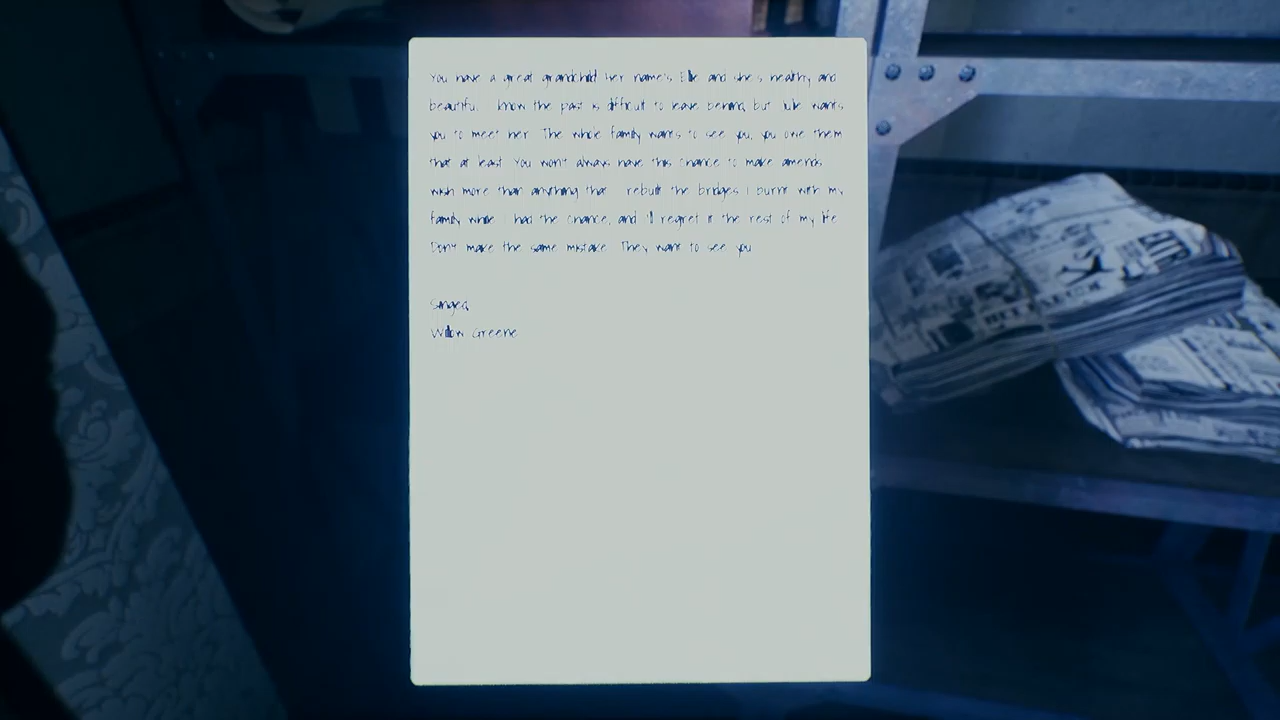 You have a great grandchild! Her name's Elle and she's healthy and
beautiful. I know the past is difficult to leave behind, but Julie wants
you to meet her. The whole family wants to see you, you owe them
that at least. You won't always have this chance to make amends. I
wish more than anything that I rebuilt the bridges I burnt with my
family while I had the chance, and I'll regret it the rest of my life.
Don't make the same mistake. They want to see you.
Signed,
Willow Greene